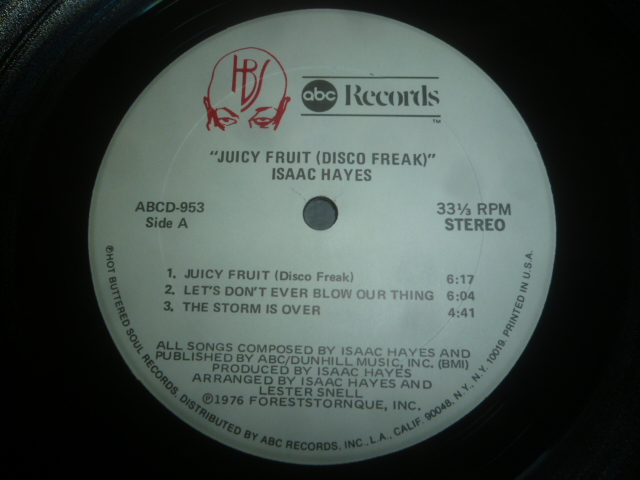 HBS
abc Records
TM
"JUICY FRUIT (DISCO FREAK)"
ISAAC HAYES
ABCD-953
Side A
33⅓ RPM
STEREO
1. JUICY FRUIT (Disco Freak) 6:17
2. LET'S DON'T EVER BLOW OUR THING 6:04
3. THE STORM IS OVER 4:41
ALL SONGS COMPOSED BY ISAAC HAYES AND
PUBLISHED BY ABC/DUNHILL MUSIC, INC. (BMI)
PRODUCED BY ISAAC HAYES
ARRANGED BY ISAAC HAYES AND
LESTER SNELL
℗1976 FORESTSTORNQUE, INC.
℗HOT BUTTERED SOUL RECORDS. DISTRIBUTED BY ABC RECORDS, INC., L.A., CALIF. 90048, N.Y., N.Y. 10019. PRINTED IN U.S.A.